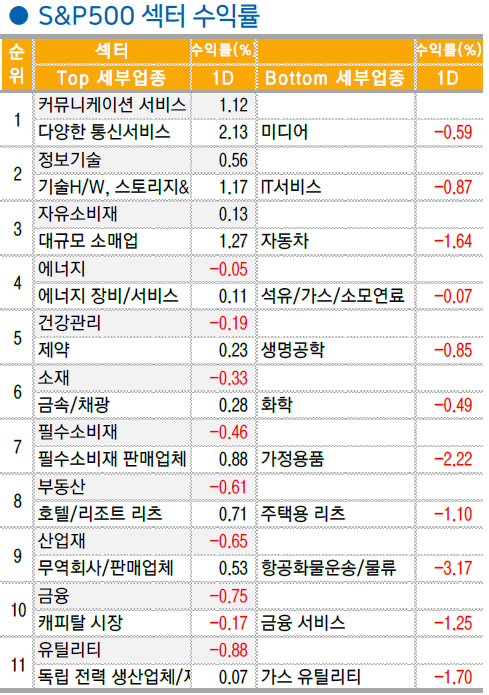 ● S&P500 섹터 수익률
순위 섹터 수익률(%) 수익률(%)
Top 세부업종 1D Bottom 세부업종 1D
1 커뮤니케이션 서비스 1.12
다양한 통신서비스 2.13 미디어 -0.59
2 정보기술 0.56
기술H/W, 스토리지& 1.17 IT서비스 -0.87
3 자유소비재 0.13
대규모 소매업 1.27 자동차 -1.64
4 에너지 -0.05
에너지 장비/서비스 0.11 석유/가스/소모연료 -0.07
5 건강관리 -0.19
제약 0.23 생명공학 -0.85
6 소재 -0.33
금속/채광 0.28 화학 -0.49
7 필수소비재 -0.46
필수소비재 판매업체 0.88 가정용품 -2.22
8 부동산 -0.61
호텔/리조트 리츠 0.71 주택용 리츠 -1.10
9 산업재 -0.65
무역회사/판매업체 0.53 항공화물운송/물류 -3.17
10 금융 -0.75
캐피탈 시장 -0.17 금융 서비스 -1.25
11 유틸리티 -0.88
독립 전력 생산업체/ 0.07 가스 유틸리티 -1.70